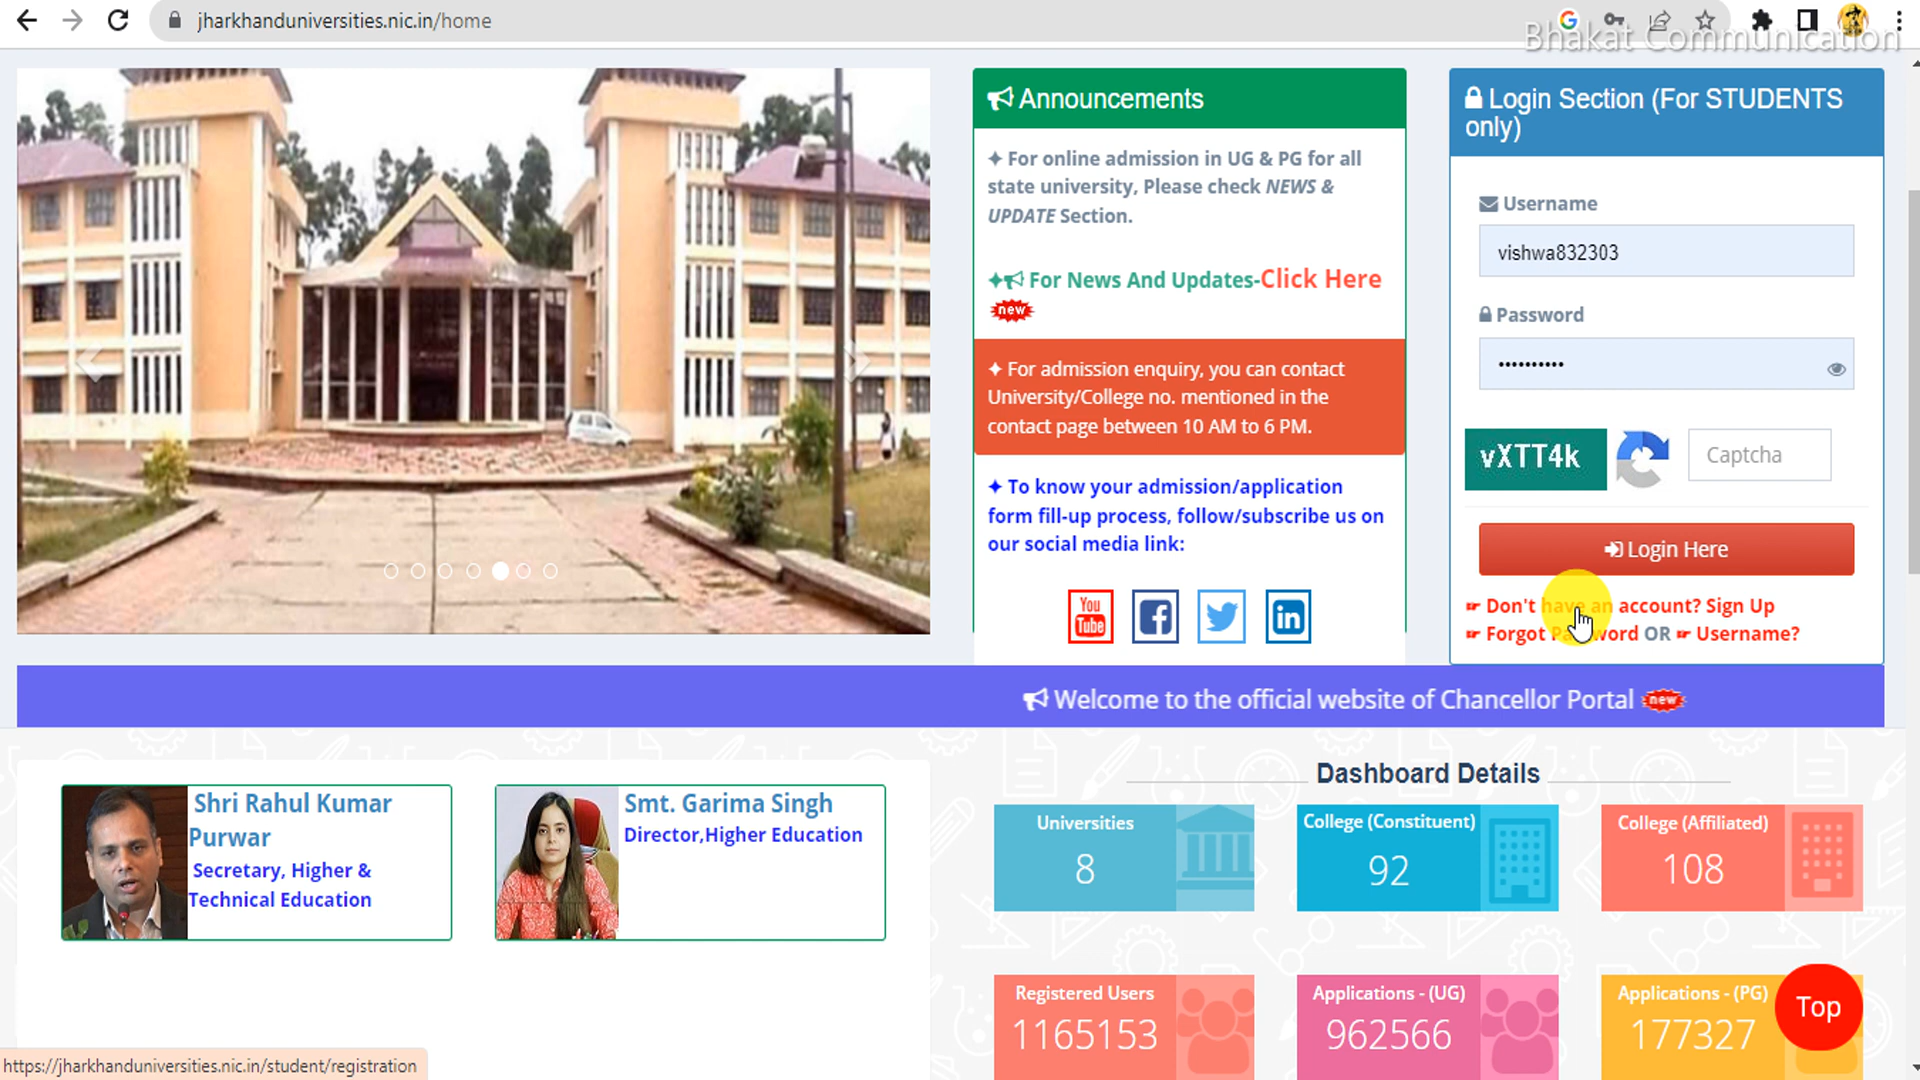 jharkhanduniversities.nic.in/home
Bhakat Communication
Announcements
✦ For online admission in UG & PG for all
state university, Please check NEWS &
UPDATE Section.
✦ For News And Updates-Click Here
new
✦ For admission enquiry, you can contact
University/College no. mentioned in the
contact page between 10 AM to 6 PM.
✦ To know your admission/application
form fill-up process, follow/subscribe us on
our social media link:
You
Tube
in
Login Section (For STUDENTS
only)
Username
vishwa832303
Password
••••••••••
vXTT4k
Captcha
Login Here
☛ Don't have an account? Sign Up
☛ Forgot Password OR ☛ Username?
Welcome to the official website of Chancellor Portal new
Shri Rahul Kumar
Purwar
Secretary, Higher &
Technical Education
Smt. Garima Singh
Director,Higher Education
Dashboard Details
Universities
8
College (Constituent)
92
College (Affiliated)
108
Registered Users
1165153
Applications - (UG)
962566
Applications - (PG)
177327
Top
https://jharkhanduniversities.nic.in/student/registration